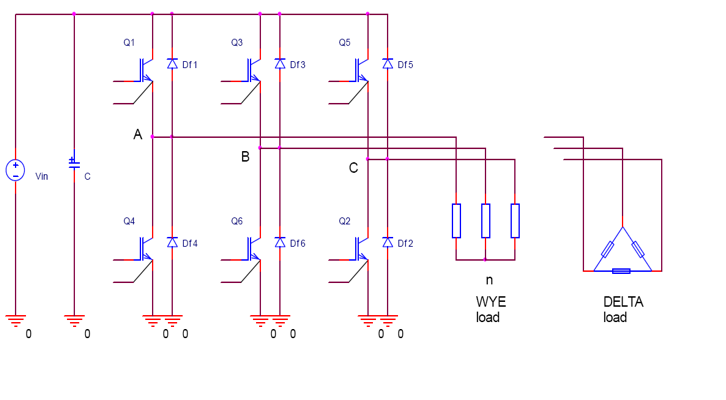 Q1
Df1
Q3
Df3
Q5
Df5
A
B
C
+
-
Vin
+
C
Q4
Df4
Q6
Df6
Q2
Df2
n
WYE
load
DELTA
load
0
0
0 0
0 0
0 0